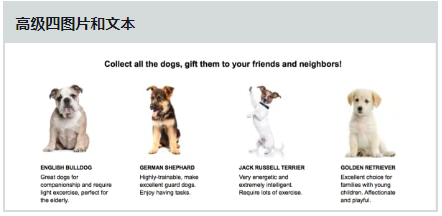 高级四图片和文本
Collect all the dogs, gift them to your friends and neighbors!
ENGLISH BULLDOG
Great dogs for
companionship and require
light excercise, perfect for
the elderly.
GERMAN SHEPHARD
Highly-trainable, make
excellent guard dogs.
Enjoy having tasks.
JACK RUSSELL TERRIER
Very energetic and
extremely intelligent.
Require lots of exercise.
GOLDEN RETRIEVER
Excellent choice for
families with young
children. Affectionate
and playful.